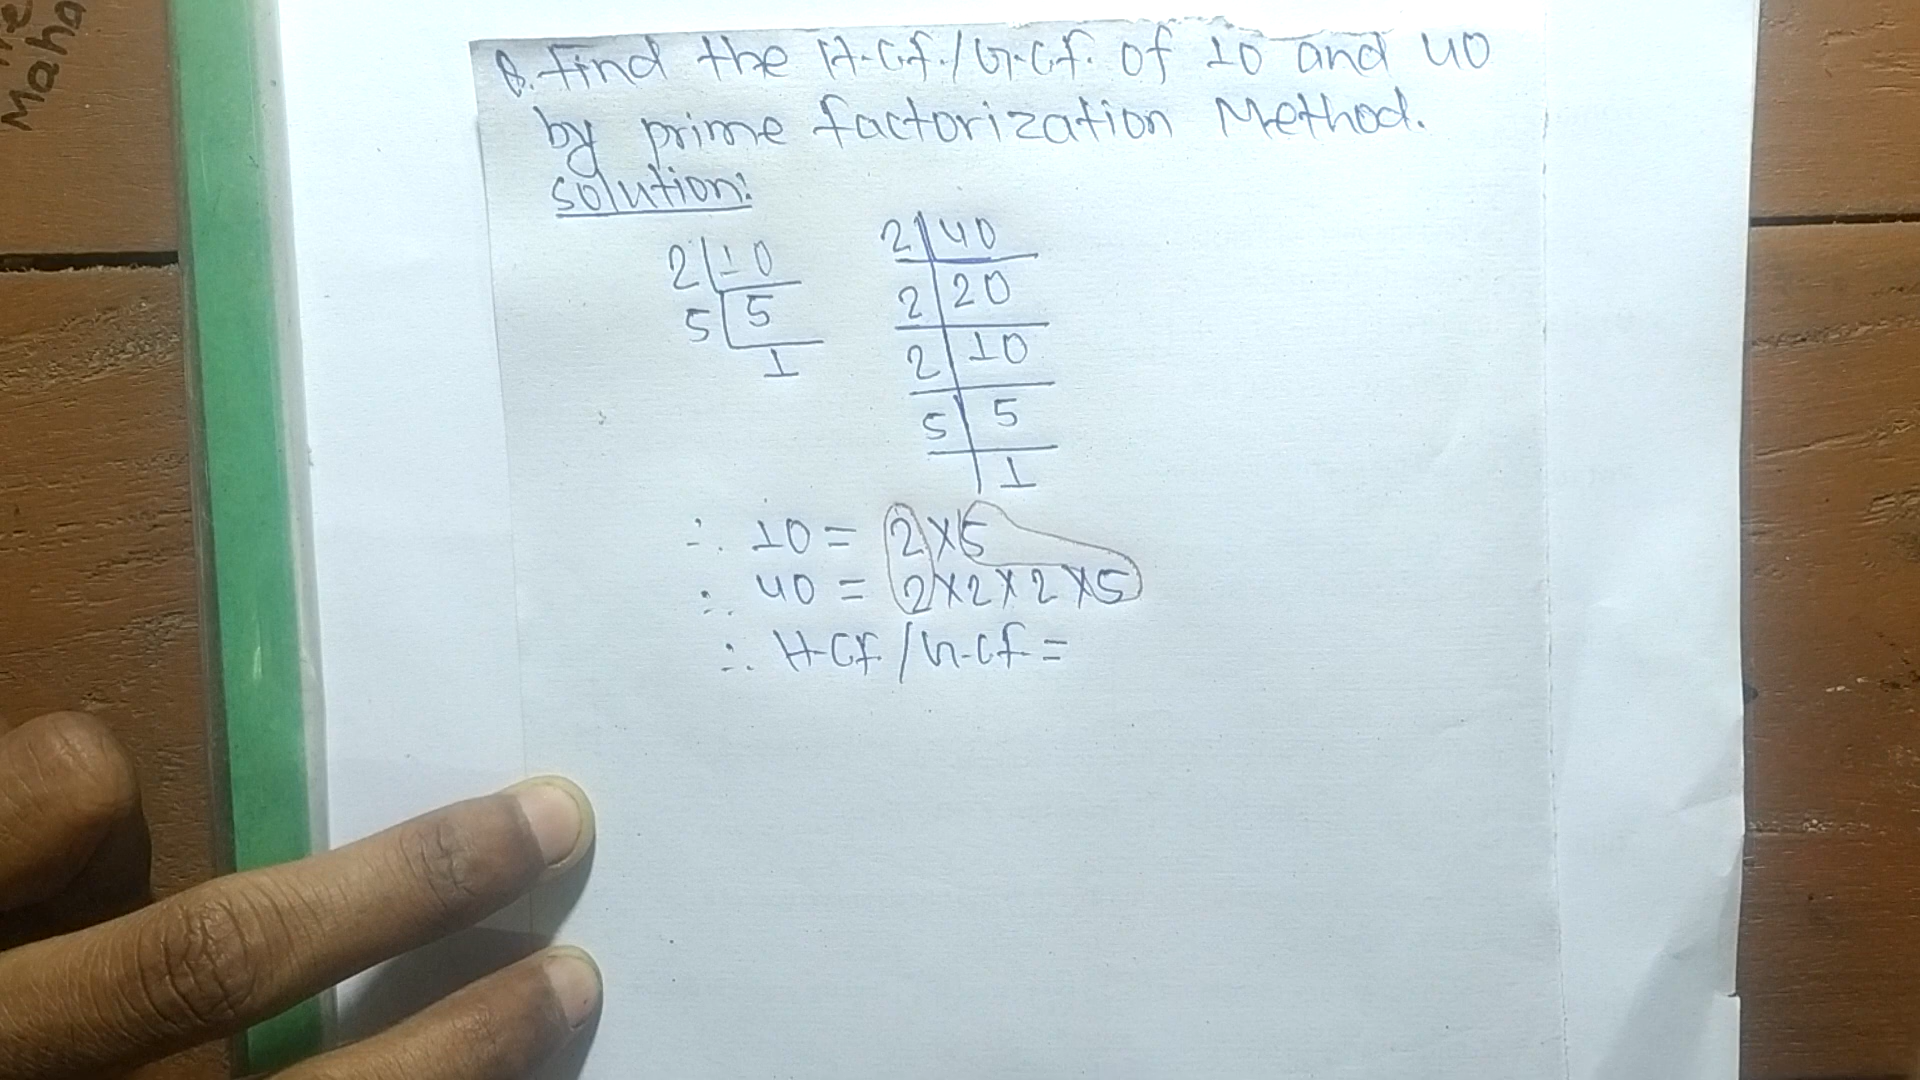 Maha
Q. Find the H.C.f./G.C.f. of 10 and 40
by prime factorization Method.
Solution:
2 10
5 5
1
2 40
2 20
2 10
5 5
1
∴ 10 = 2×5
∴ 40 = 2×2×2×5
∴ H.C.f./G.C.f. =